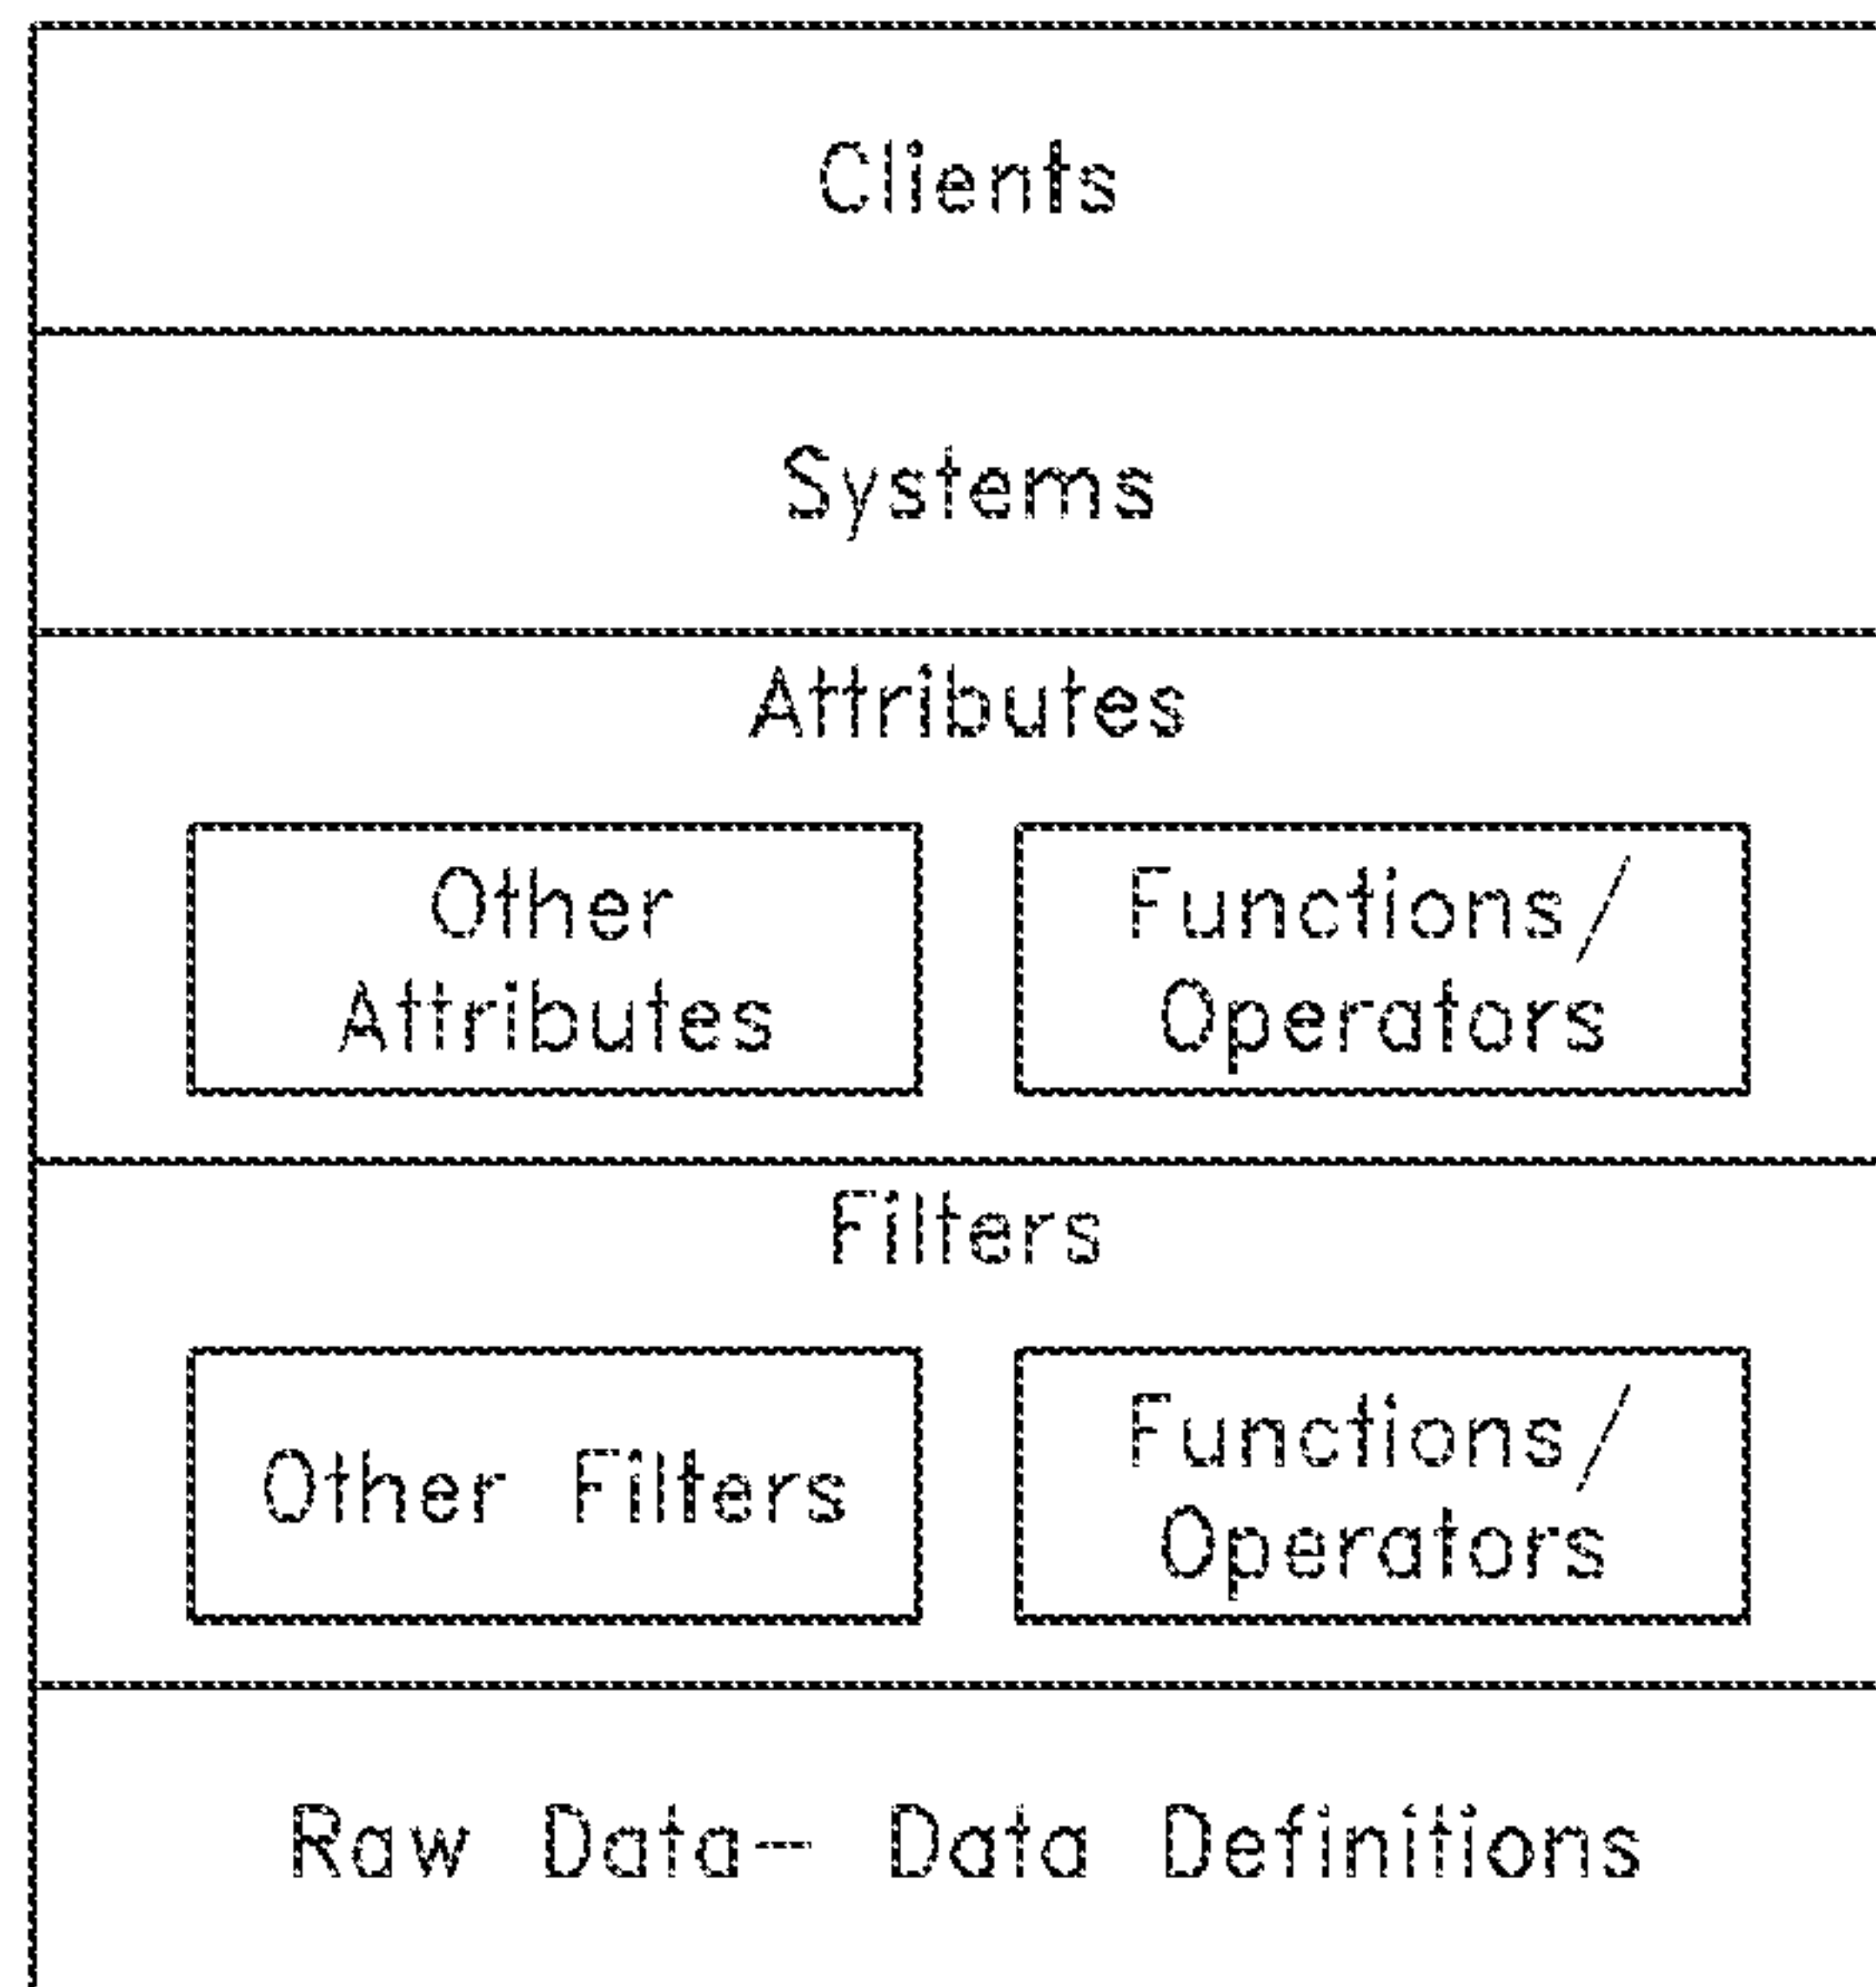 Clients
Systems
Attributes
Other
Attributes
Functions/
Operators
Filters
Other Filters
Functions/
Operators
Raw Data-- Data Definitions